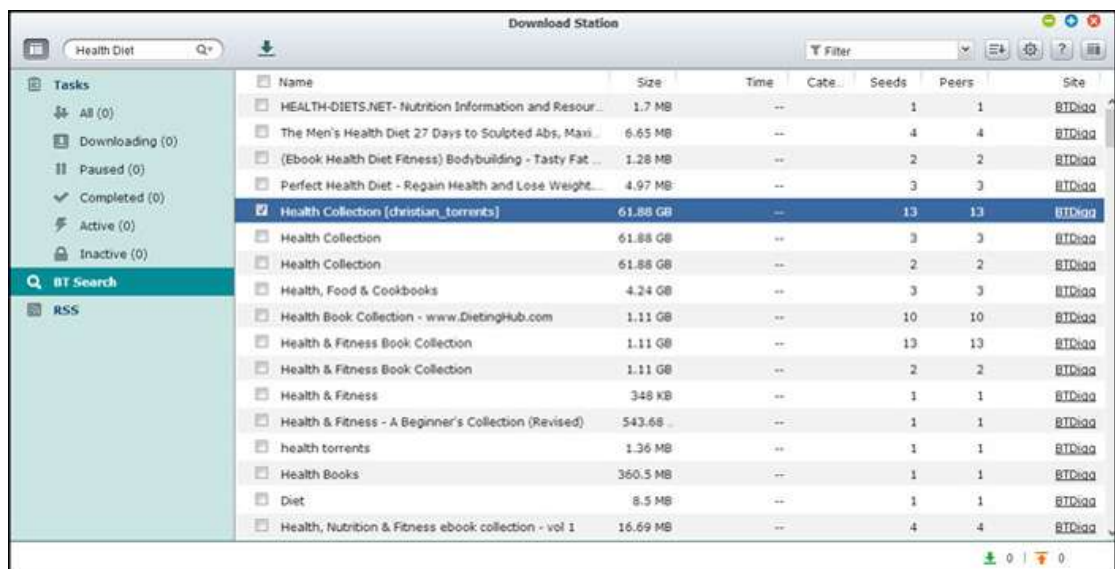 Download Station
Health Diet
Filter
Tasks
All (0)
Downloading (0)
Paused (0)
Completed (0)
Active (0)
Inactive (0)
BT Search
RSS
Name Size Time Cate... Seeds Peers Site
HEALTH-DIETS.NET- Nutrition Information and Resour... 1.7 MB -- 1 1 BTDigg
The Men's Health Diet 27 Days to Sculpted Abs, Maxi... 6.65 MB -- 4 4 BTDigg
(Ebook Health Diet Fitness) Bodybuilding - Tasty Fat ... 1.28 MB -- 2 2 BTDigg
Perfect Health Diet - Regain Health and Lose Weight... 4.97 MB -- 3 3 BTDigg
Health Collection [christian_torrents] 61.88 GB -- 13 13 BTDigg
Health Collection 61.88 GB -- 3 3 BTDigg
Health Collection 61.88 GB -- 2 2 BTDigg
Health, Food & Cookbooks 4.24 GB -- 3 3 BTDigg
Health Book Collection - www.DietingHub.com 1.11 GB -- 10 10 BTDigg
Health & Fitness Book Collection 1.11 GB -- 13 13 BTDigg
Health & Fitness Book Collection 1.11 GB -- 2 2 BTDigg
Health & Fitness 348 KB -- 1 1 BTDigg
Health & Fitness - A Beginner's Collection (Revised) 543.68 ... -- 1 1 BTDigg
health torrents 1.36 MB -- 1 1 BTDigg
Health Books 360.5 MB -- 1 1 BTDigg
Diet 8.5 MB -- 1 1 BTDigg
Health, Nutrition & Fitness ebook collection - vol 1 16.69 MB -- 4 4 BTDigg
0 | 0